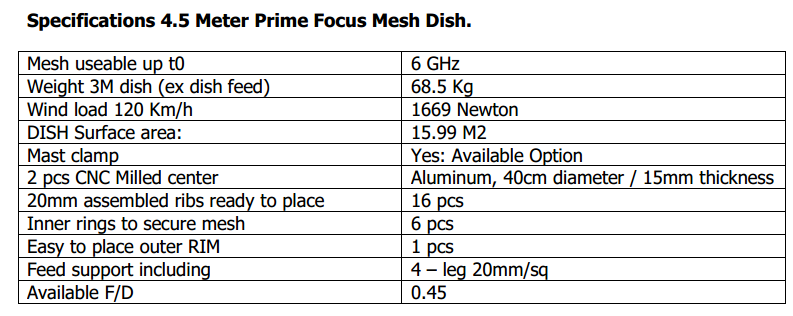 Specifications 4.5 Meter Prime Focus Mesh Dish.
Mesh useable up t0 6 GHz
Weight 3M dish (ex dish feed) 68.5 Kg
Wind load 120 Km/h 1669 Newton
DISH Surface area: 15.99 M2
Mast clamp Yes: Available Option
2 pcs CNC Milled center Aluminum, 40cm diameter / 15mm thickness
20mm assembled ribs ready to place 16 pcs
Inner rings to secure mesh 6 pcs
Easy to place outer RIM 1 pcs
Feed support including 4 – leg 20mm/sq
Available F/D 0.45